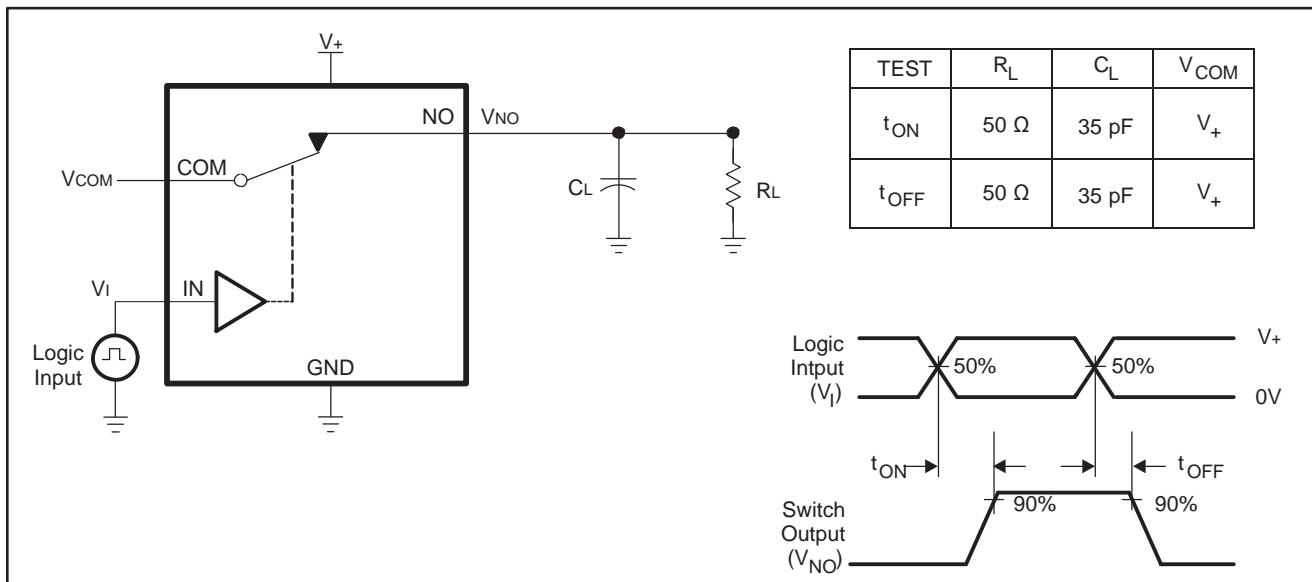 V+
NO
VNO
COM
VCOM
CL
RL
VI
IN
Logic
Input
GND
TEST RL CL VCOM
tON 50 Ω 35 pF V+
tOFF 50 Ω 35 pF V+
Logic
Intput
(VI)
50%
50%
V+
0V
tON
tOFF
Switch
Output
(VNO)
90%
90%